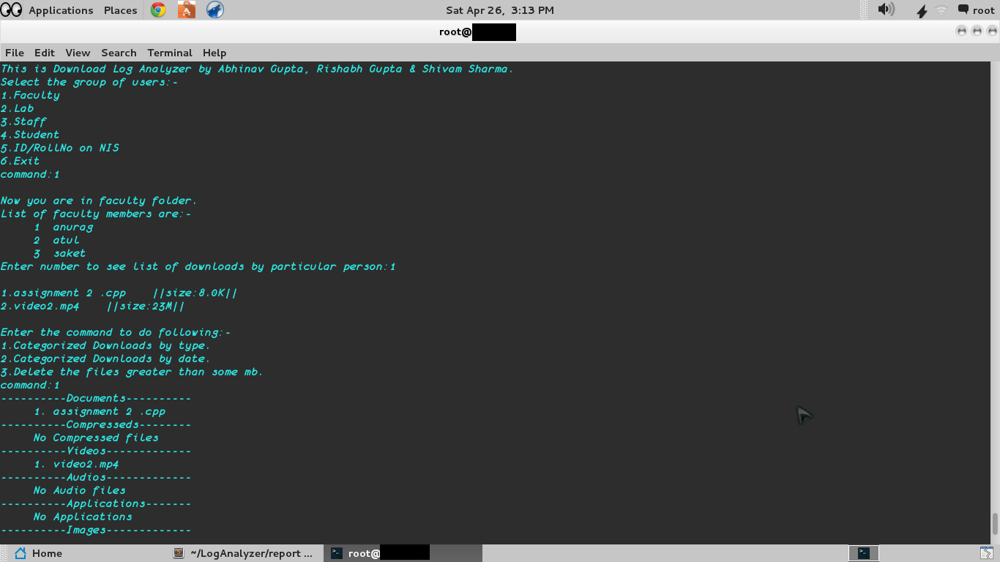 Applications Places Sat Apr 26, 3:13 PM root
root@
File Edit View Search Terminal Help
This is Download Log Analyzer by Abhinav Gupta, Rishabh Gupta & Shivam Sharma.
Select the group of users:-
1.Faculty
2.Lab
3.Staff
4.Student
5.ID/RollNo on NIS
6.Exit
command:1
Now you are in faculty folder.
List of faculty members are:-
1 anurag
2 atul
3 saket
Enter number to see list of downloads by particular person:1
1.assignment 2 .cpp ||size:8.0K||
2.video2.mp4 ||size:23M||
Enter the command to do following:-
1.Categorized Downloads by type.
2.Categorized Downloads by date.
3.Delete the files greater than some mb.
command:1
----------Documents----------
1. assignment 2 .cpp
----------Compresseds--------
No Compressed files
----------Videos-------------
1. video2.mp4
----------Audios-------------
No Audio files
----------Applications-------
No Applications
----------Images-------------
Home ~/LogAnalyzer/report ... root@